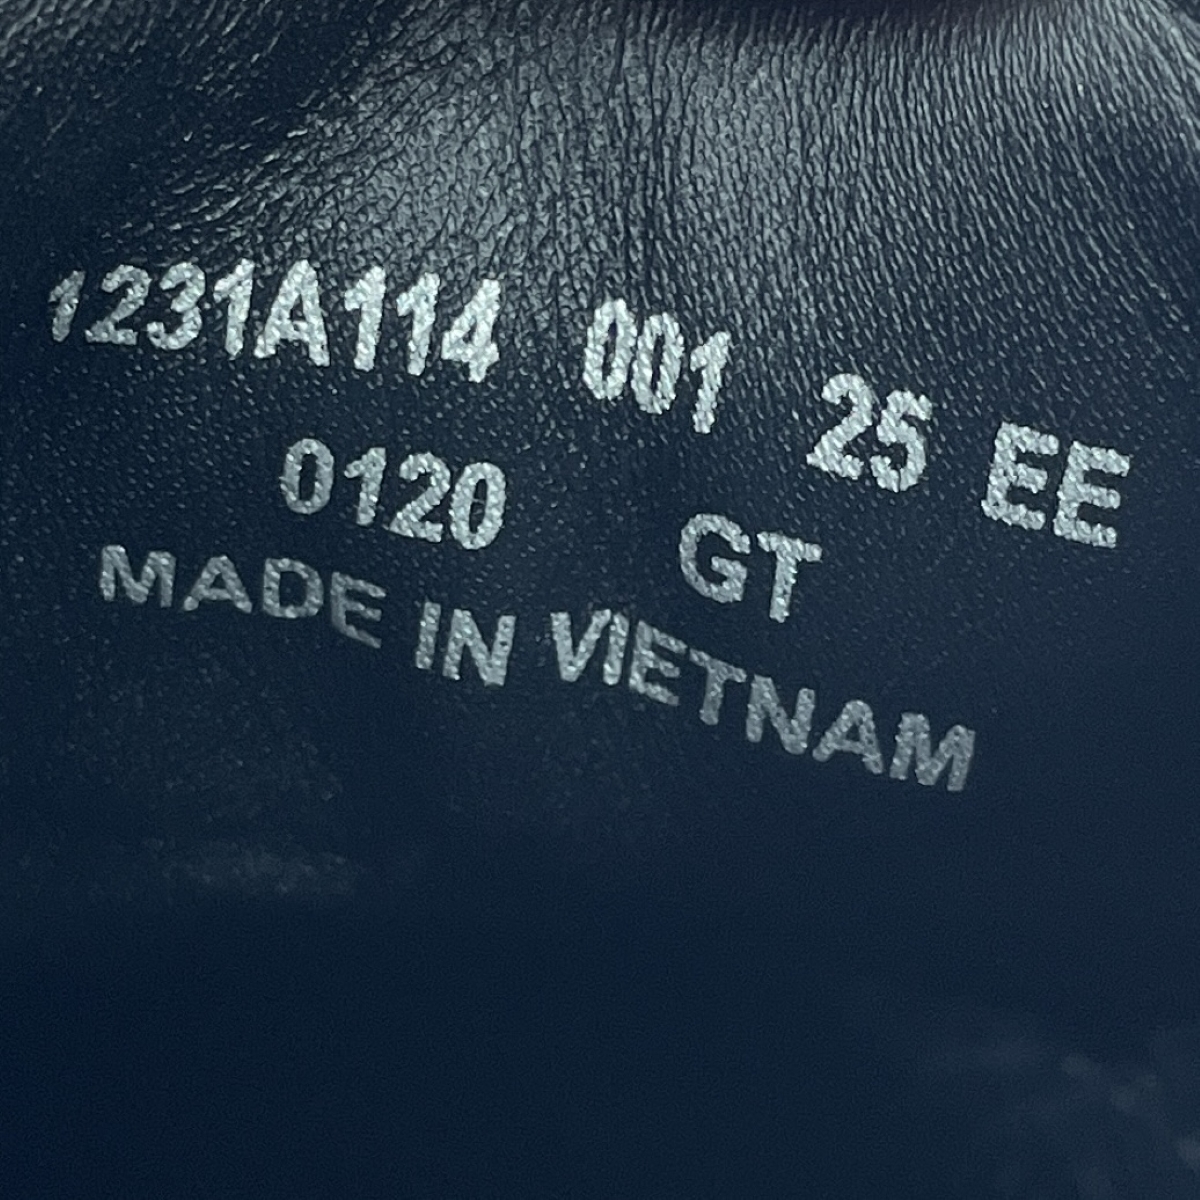 1231A114 001 25 EE
0120 GT
MADE IN VIETNAM